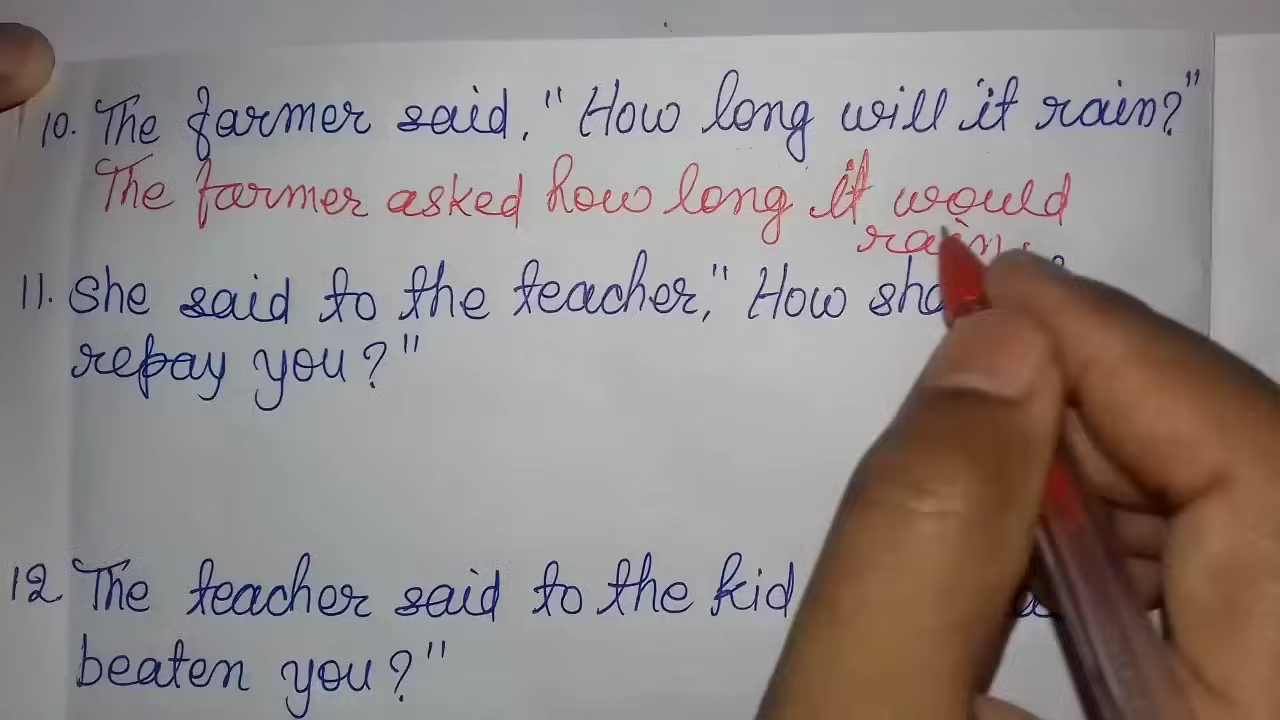 10. The farmer said, "How long will it rain?"
The farmer asked how long it would
rain.
11. She said to the teacher," How
repay you?"
12 The teacher said to the kid
beaten you?"